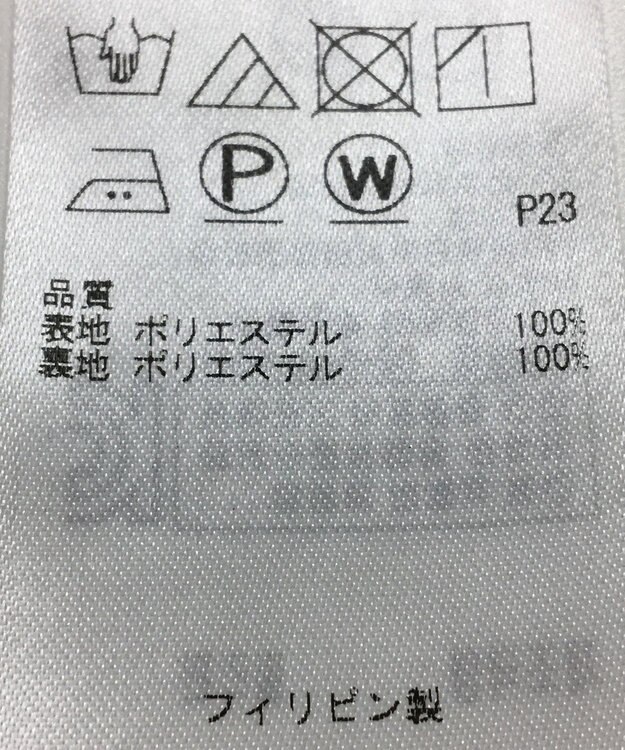 P W
P23
品質
表地 ポリエステル 100%
裏地 ポリエステル 100%
フィリピン製